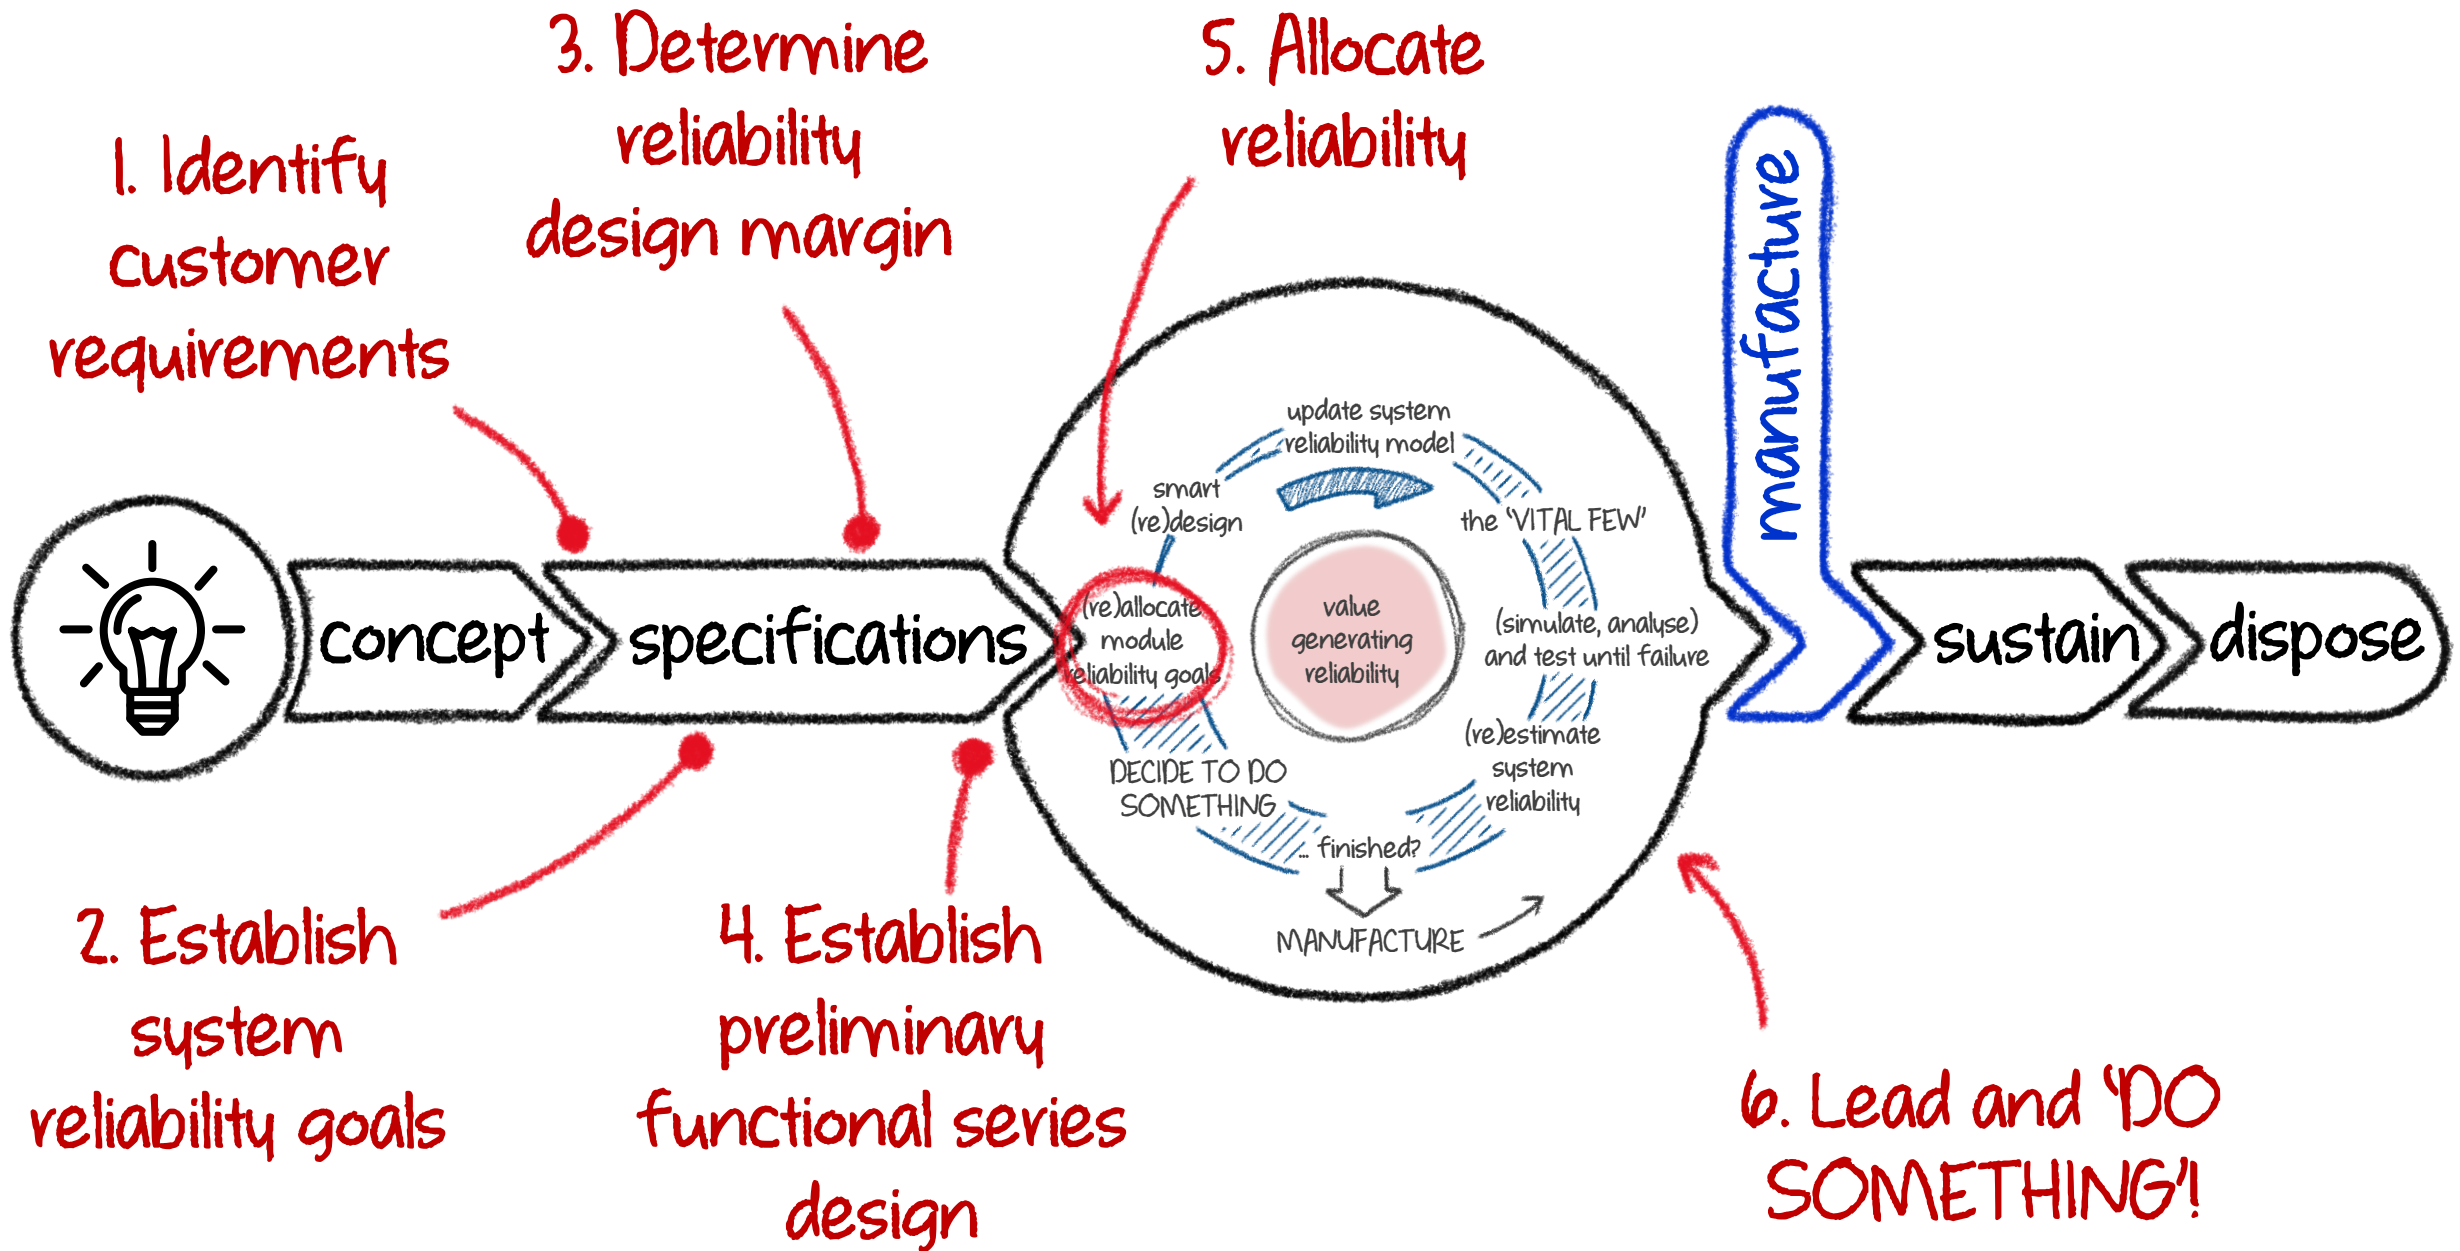 3. Determine
reliability
design margin
5. Allocate
reliability
1. Identify
customer
requirements
manufacture
update system
reliability model
smart
(re)design
the 'VITAL FEW'
concept
specifications
(re)allocate
module
reliability goals
value
generating
reliability
(simulate, analyse)
and test until failure
sustain
dispose
(re)estimate
system
reliability
DECIDE TO DO
SOMETHING
... finished?
MANUFACTURE
2. Establish
system
reliability goals
4. Establish
preliminary
functional series
design
6. Lead and 'DO
SOMETHING'!